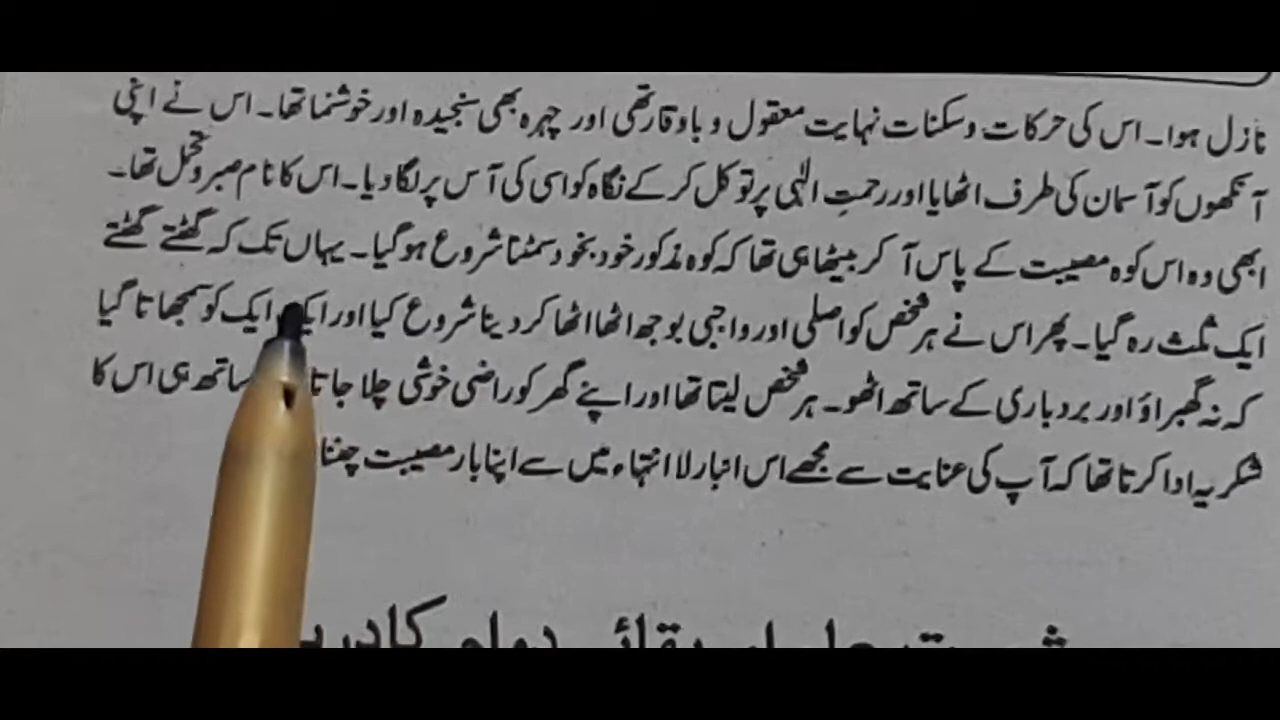 نازل ہوا۔ اس کی حرکات و سکنات نہایت معقول و باوقار تھی اور چہرہ بھی سنجیدہ اور خوشنما تھا۔ اس نے اپنی
آنکھوں کو آسمان کی طرف اٹھایا اور رحمتِ الٰہی پر توکل کر کے نگاہ کو اسی کی آس پر لگا دیا۔ اس کا نام صبر و تحمل تھا۔
ابھی وہ اس کوہ مصیبت کے پاس آ کر بیٹھا ہی تھا کہ کوہ مذکور خود بخود سمٹنا شروع ہو گیا۔ یہاں تک کہ گھٹتے گھٹتے
ایک ثلث رہ گیا۔ پھر اس نے ہر شخص کو اصلی اور واجبی بوجھ اٹھا اٹھا کر دینا شروع کیا اور ایک ایک کو سمجھاتا گیا
کہ نہ گھبراؤ اور بردباری کے ساتھ اٹھو۔ ہر شخص لیتا تھا اور اپنے گھر کو راضی خوشی چلا جاتا ساتھ ہی اس کا
شکریہ ادا کرتا تھا کہ آپ کی عنایت سے مجھے اس انبار لا انتہاء میں سے اپنا بار مصیبت چننا